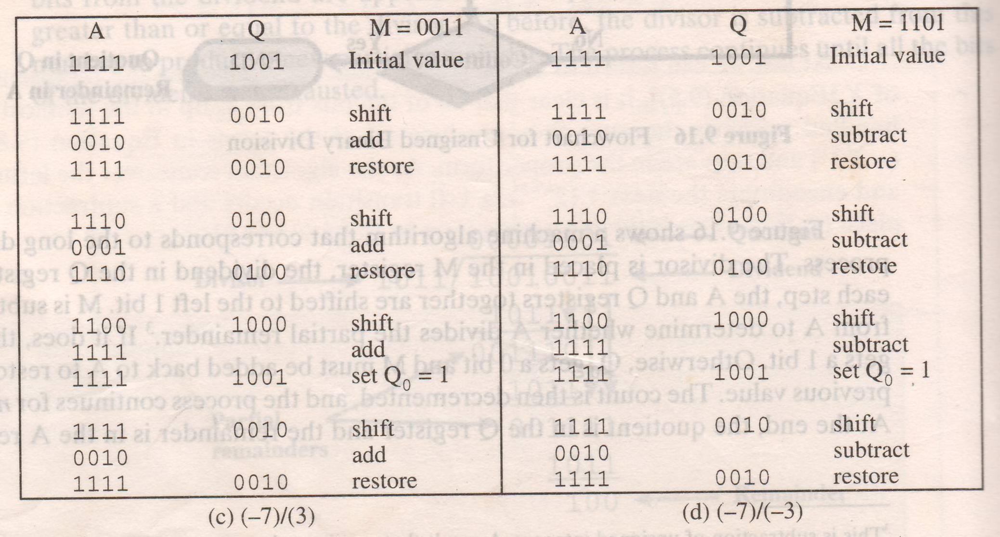 A Q M = 0011
1111 1001 Initial value
1111 0010 shift
0010 add
1111 0010 restore
1110 0100 shift
0001 add
1110 0100 restore
1100 1000 shift
1111 add
1111 1001 set Q0 = 1
1111 0010 shift
0010 add
1111 0010 restore
(c) (–7)/(3)
A Q M = 1101
1111 1001 Initial value
1111 0010 shift
0010 subtract
1111 0010 restore
1110 0100 shift
0001 subtract
1110 0100 restore
1100 1000 shift
1111 subtract
1111 1001 set Q0 = 1
1111 0010 shift
0010 subtract
1111 0010 restore
(d) (–7)/(–3)